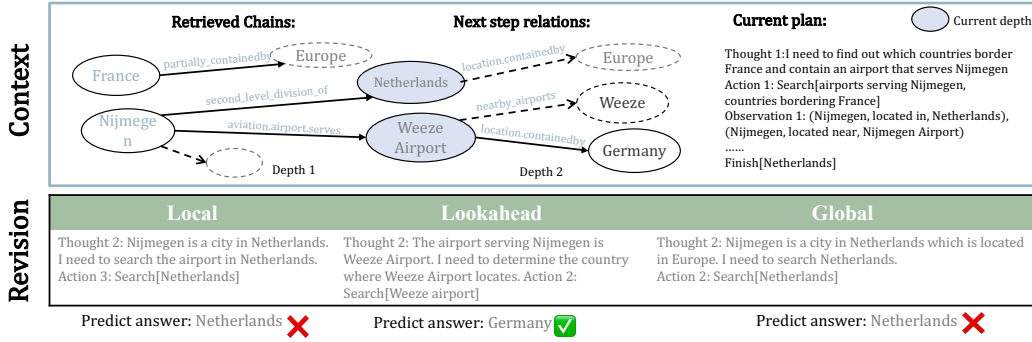 Retrieved Chains:
Next step relations:
Current plan:
Current depth
Context
France
partially_containedby
Europe
second_level_division_of
Nijmege
n
aviation.airport.serves
Depth 1
Netherlands
location.containedby
Europe
nearby_airports
Weeze
Weeze
Airport
location.containedby
Germany
Depth 2
Thought 1:I need to find out which countries border
France and contain an airport that serves Nijmegen
Action 1: Search[airports serving Nijmegen,
countries bordering France]
Observation 1: (Nijmegen, located in, Netherlands),
(Nijmegen, located near, Nijmegen Airport)
......
Finish[Netherlands]
Revision
Local
Lookahead
Global
Thought 2: Nijmegen is a city in Netherlands.
I need to search the airport in Netherlands.
Action 3: Search[Netherlands]
Thought 2: The airport serving Nijmegen is
Weeze Airport. I need to determine the country
where Weeze Airport locates. Action 2:
Search[Weeze airport]
Thought 2: Nijmegen is a city in Netherlands which is located
in Europe. I need to search Netherlands.
Action 2: Search[Netherlands]
Predict answer: Netherlands
Predict answer: Germany
Predict answer: Netherlands